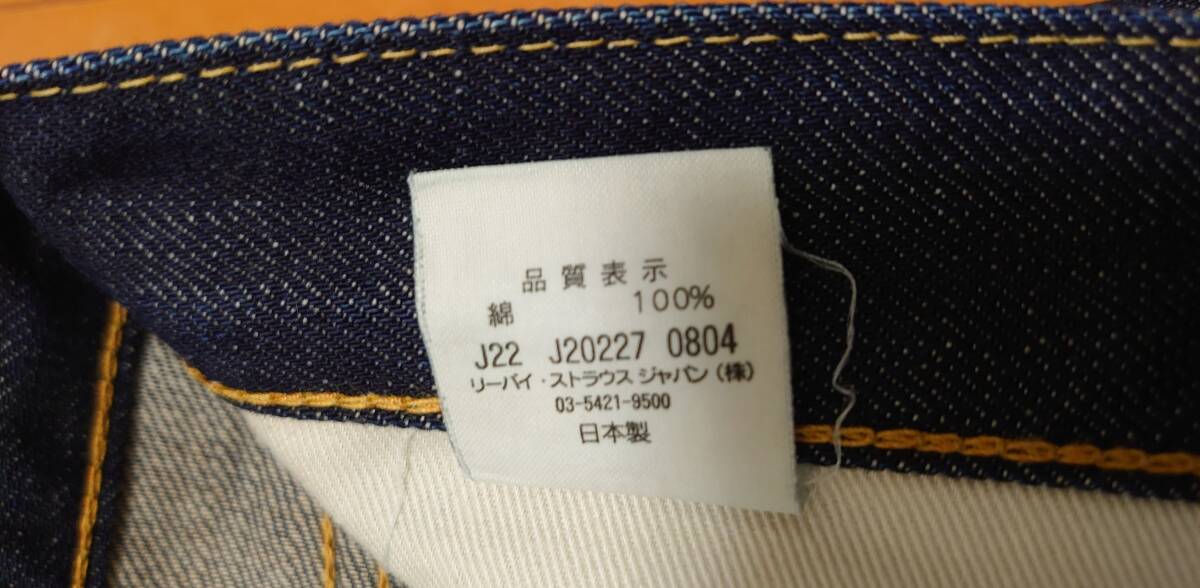 品質表示
綿 100%
J22 J20227 0804
リーバイ・ストラウス ジャパン(株)
03-5421-9500
日本製